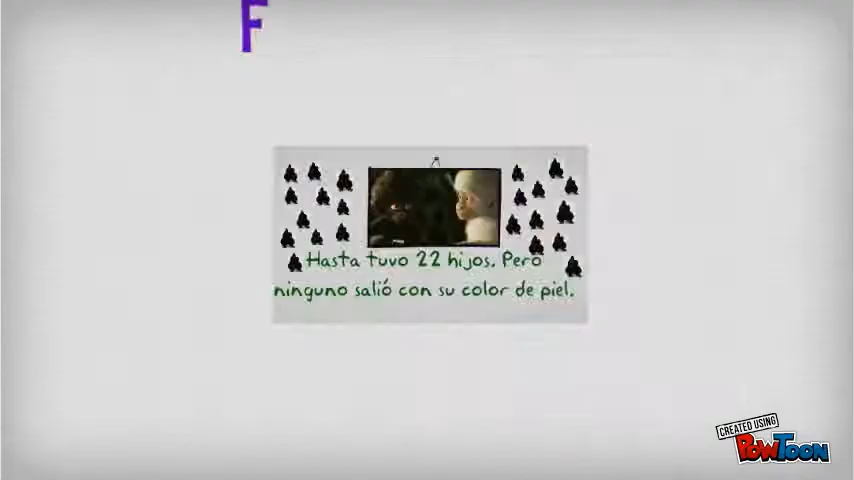 F
Hasta tuvo 22 hijos. Pero
ninguno salió con su color de piel.
CREATED USING
POWTOON